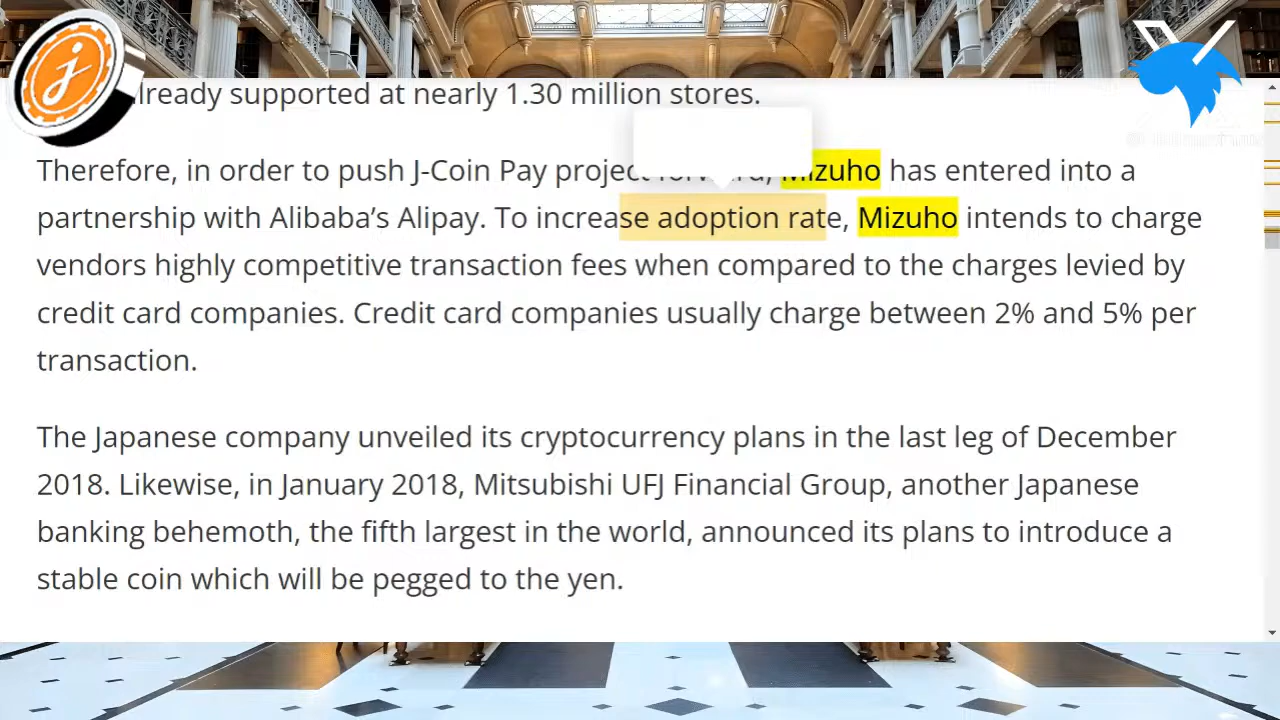 lready supported at nearly 1.30 million stores.
Therefore, in order to push J-Coin Pay project Mizuho has entered into a
partnership with Alibaba’s Alipay. To increase adoption rate, Mizuho intends to charge
vendors highly competitive transaction fees when compared to the charges levied by
credit card companies. Credit card companies usually charge between 2% and 5% per
transaction.
The Japanese company unveiled its cryptocurrency plans in the last leg of December
2018. Likewise, in January 2018, Mitsubishi UFJ Financial Group, another Japanese
banking behemoth, the fifth largest in the world, announced its plans to introduce a
stable coin which will be pegged to the yen.